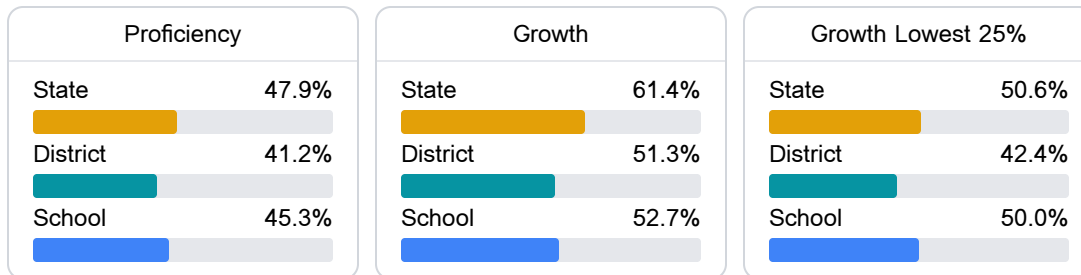 Proficiency
State 47.9%
District 41.2%
School 45.3%
Growth
State 61.4%
District 51.3%
School 52.7%
Growth Lowest 25%
State 50.6%
District 42.4%
School 50.0%